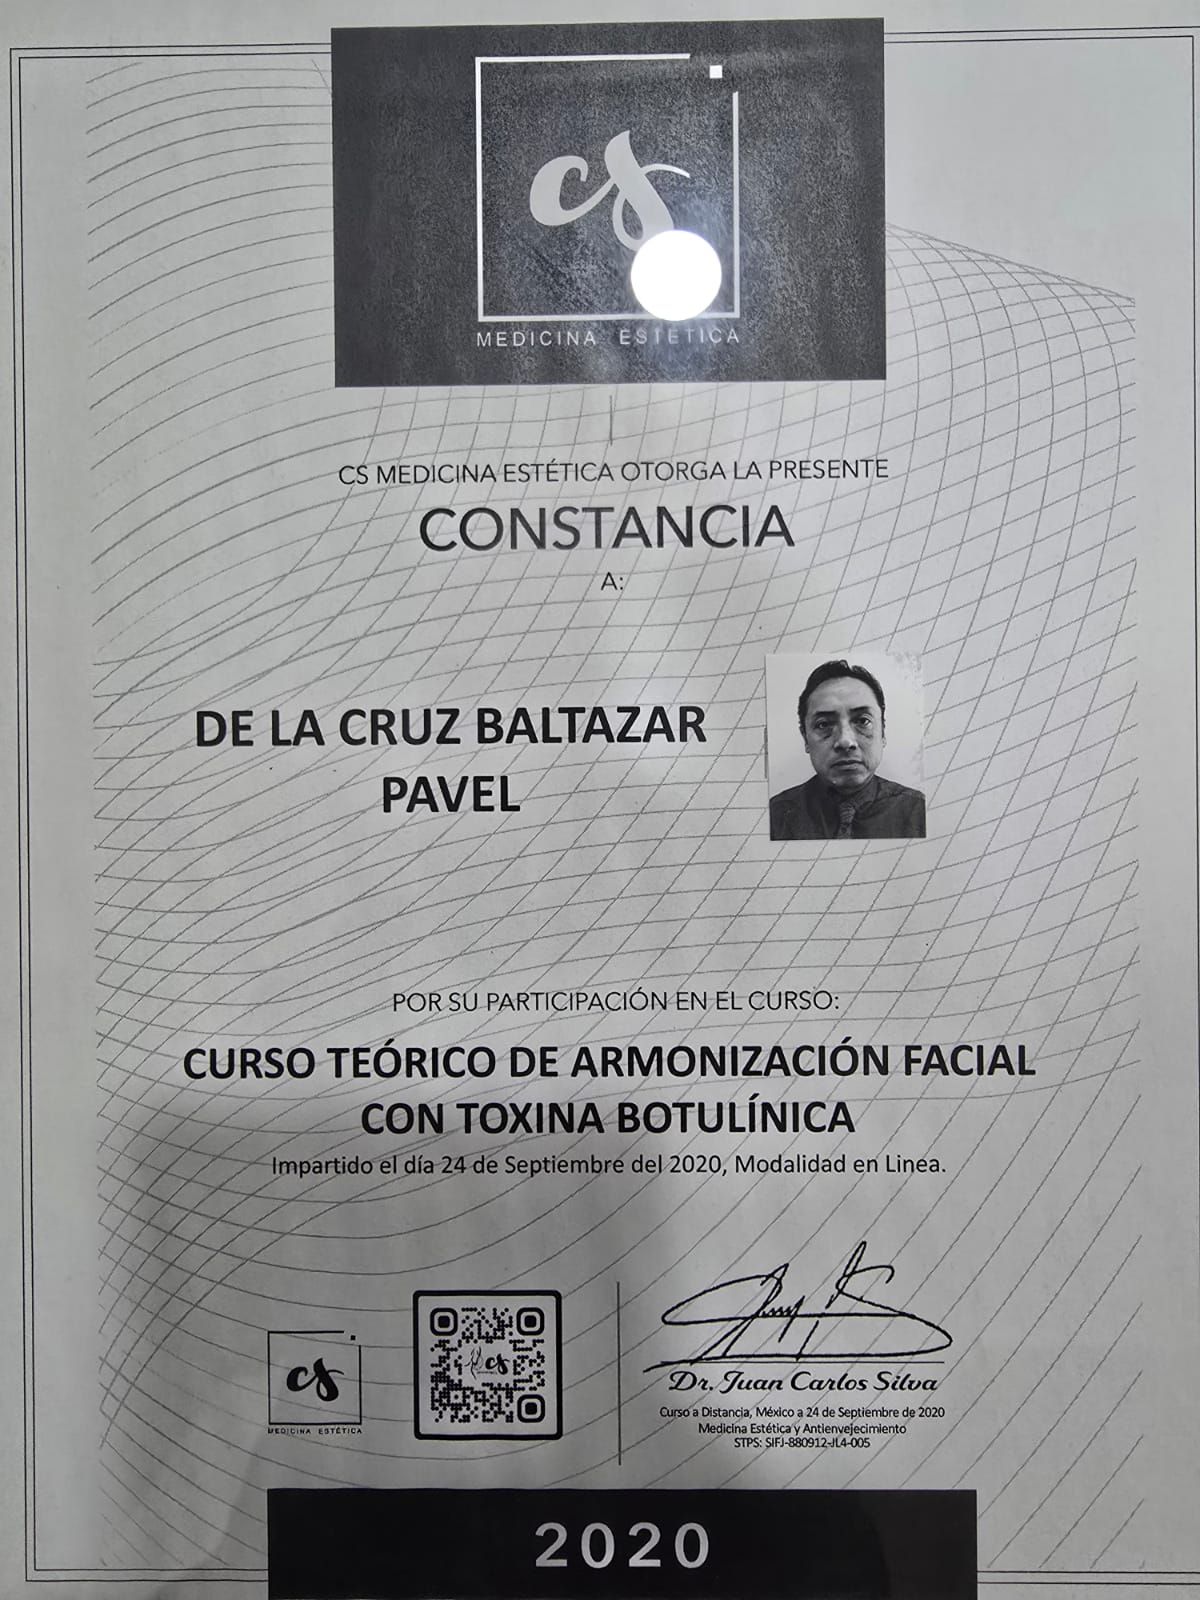 cs
MEDICINA ESTÉTICA
CS MEDICINA ESTÉTICA OTORGA LA PRESENTE
CONSTANCIA
A:
DE LA CRUZ BALTAZAR
PAVEL
POR SU PARTICIPACIÓN EN EL CURSO:
CURSO TEÓRICO DE ARMONIZACIÓN FACIAL
CON TOXINA BOTULÍNICA
Impartido el día 24 de Septiembre del 2020, Modalidad en Linea.
cs
MEDICINA ESTÉTICA
cs
Dr. Juan Carlos Silva
Curso a Distancia, México a 24 de Septiembre de 2020
Medicina Estética y Antienvejecimiento
STPS: SIFJ-880912-JL4-005
2020